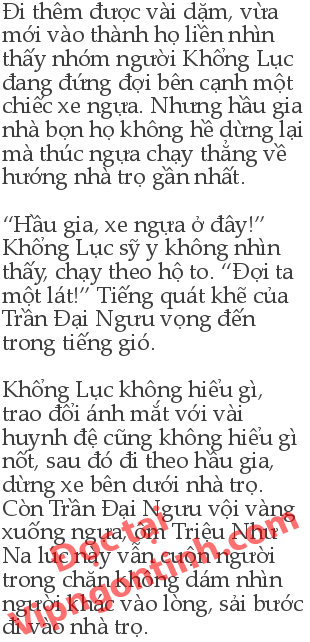 Đi thêm được vài dặm, vừa
mới vào thành họ liền nhìn
thấy nhóm người Khổng Lục
đang đứng đợi bên cạnh một
chiếc xe ngựa. Nhưng hầu gia
nhà bọn họ không hề dừng lại
mà thúc ngựa chạy thẳng về
hướng nhà trọ gần nhất.
“Hầu gia, xe ngựa ở đây!”
Khổng Lục sỹ y không nhìn
thấy, chạy theo hộ to. “Đợi ta
một lát!” Tiếng quát khẽ của
Trần Đại Ngưu vọng đến
trong tiếng gió.
Khổng Lục không hiểu gì,
trao đổi ánh mắt với vài
huynh đệ cũng không hiểu gì
nốt, sau đó đi theo hầu gia,
dừng xe bên dưới nhà trọ.
Còn Trần Đại Ngưu vội vàng
xuống ngựa, ôm Triệu Như
Na lúc này vẫn cuộn người
trong chăn không dám nhìn
người khác vào lòng, sải bước
đi vào nhà trọ.
Đọc tại
Vipngontinh.com